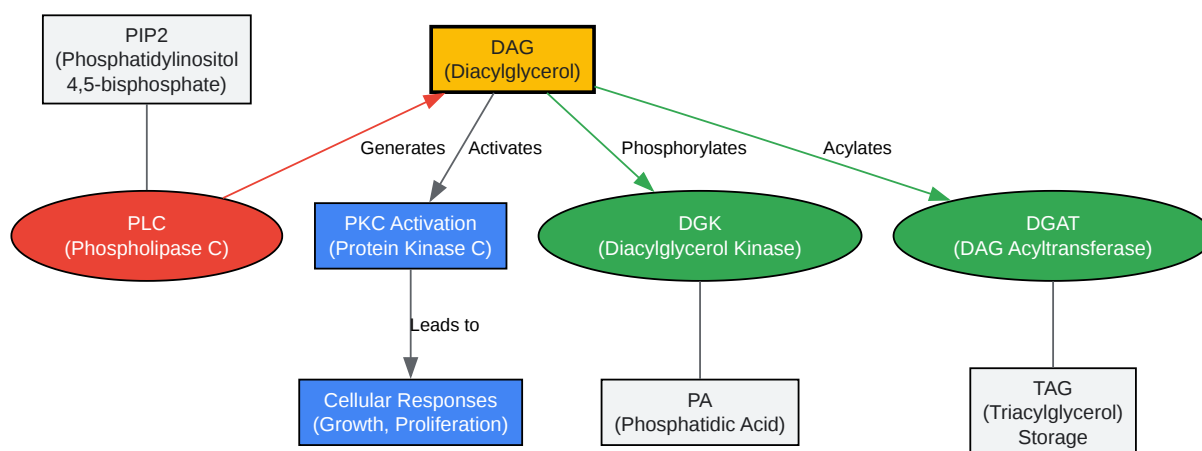 PIP2
(Phosphatidylinositol
4,5-bisphosphate)
DAG
(Diacylglycerol)
Generates
Activates
Phosphorylates
Acylates
PLC
(Phospholipase C)
PKC Activation
(Protein Kinase C)
DGK
(Diacylglycerol Kinase)
DGAT
(DAG Acyltransferase)
Leads to
Cellular Responses
(Growth, Proliferation)
PA
(Phosphatidic Acid)
TAG
(Triacylglycerol)
Storage